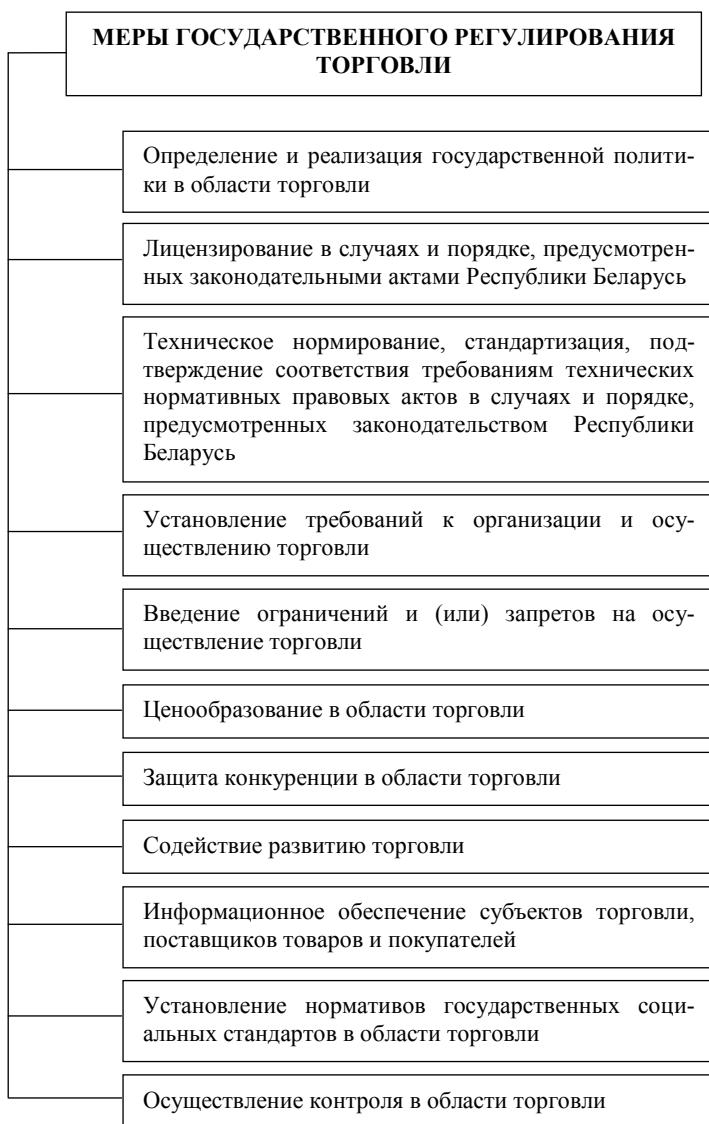 МЕРЫ ГОСУДАРСТВЕННОГО РЕГУЛИРОВАНИЯ
ТОРГОВЛИ
Определение и реализация государственной полити-
ки в области торговли
Лицензирование в случаях и порядке, предусмотрен-
ных законодательными актами Республики Беларусь
Техническое нормирование, стандартизация, под-
тверждение соответствия требованиям технических
нормативных правовых актов в случаях и порядке,
предусмотренных законодательством Республики
Беларусь
Установление требований к организации и осу-
ществлению торговли
Введение ограничений и (или) запретов на осу-
ществление торговли
Ценообразование в области торговли
Защита конкуренции в области торговли
Содействие развитию торговли
Информационное обеспечение субъектов торговли,
поставщиков товаров и покупателей
Установление нормативов государственных соци-
альных стандартов в области торговли
Осуществление контроля в области торговли